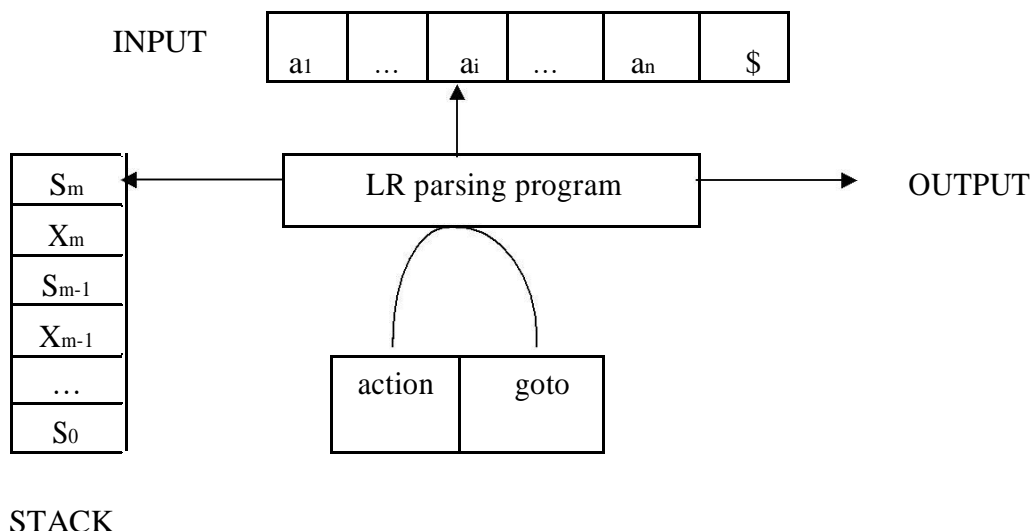 INPUT
a1 … ai … an $
LR parsing program
OUTPUT
Sm
Xm
Sm-1
Xm-1
…
S0
action goto
STACK